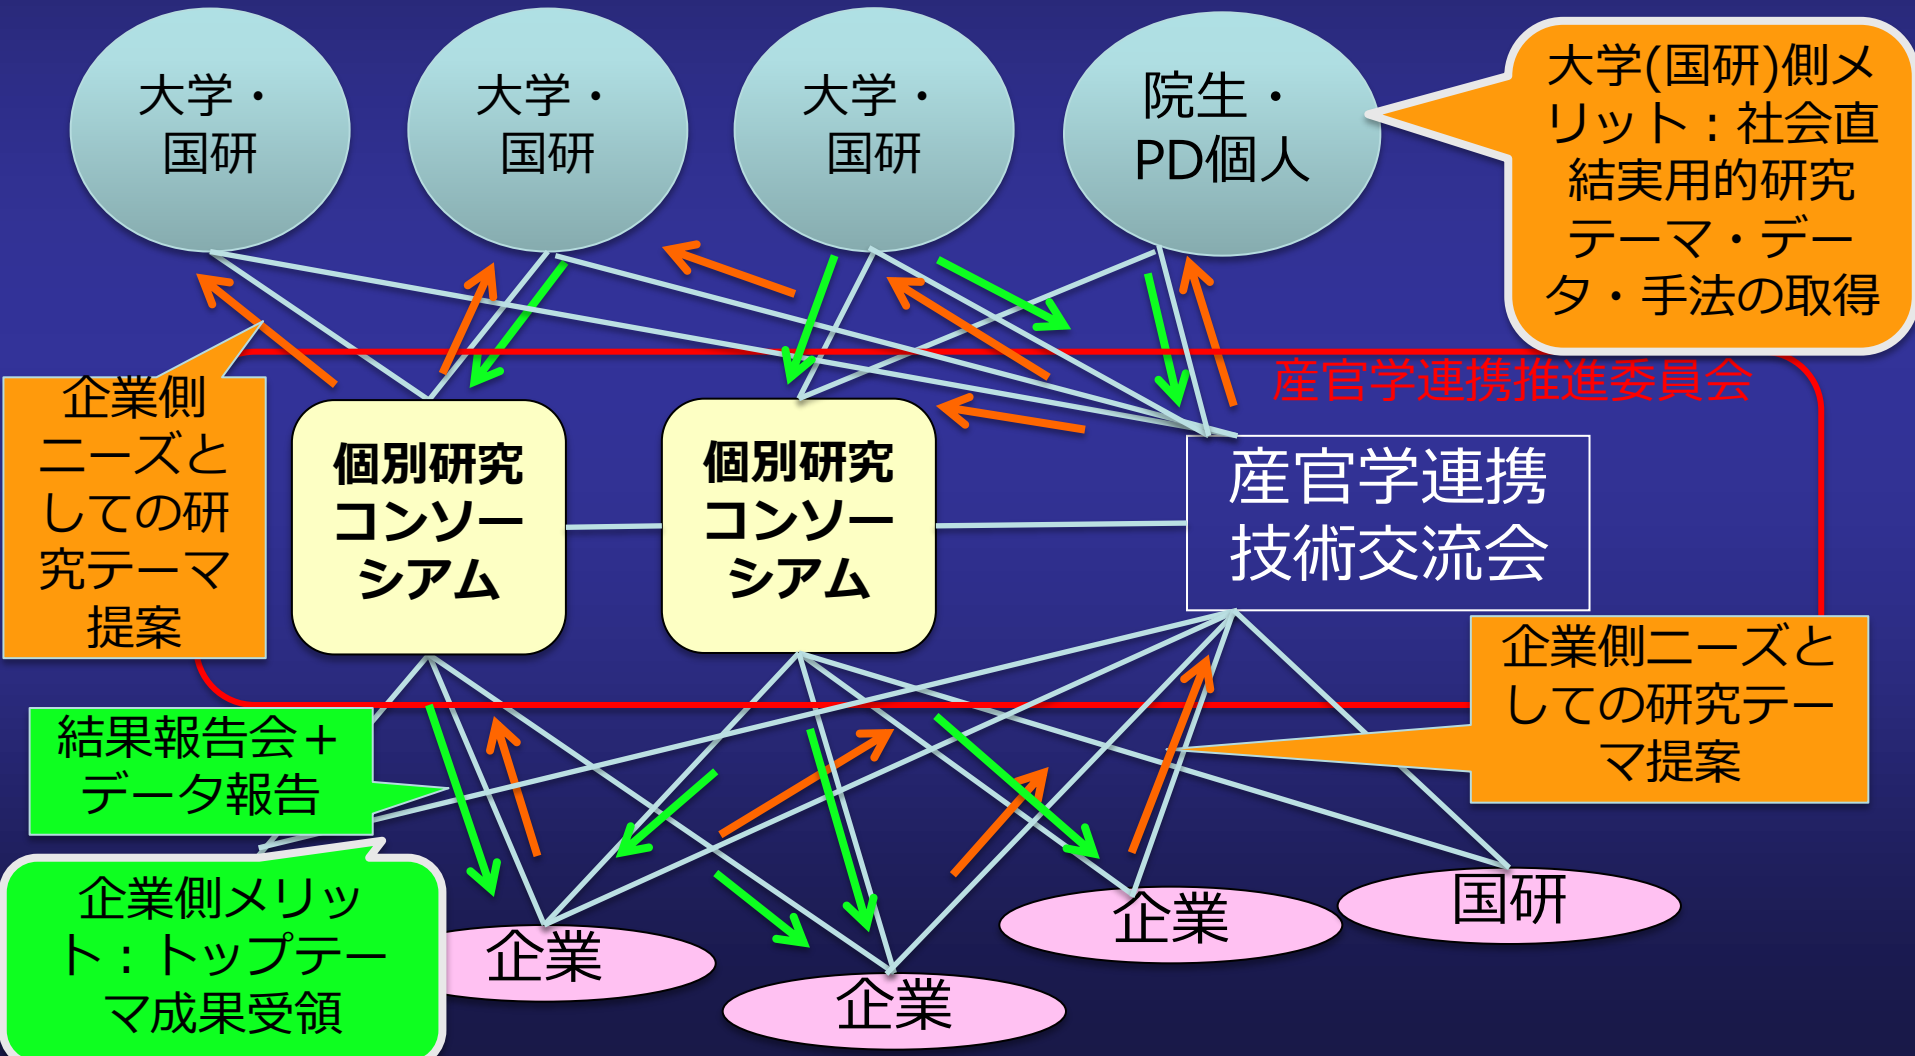 大学・
国研
大学・
国研
大学・
国研
院生・
PD個人
大学(国研)側メ
リット：社会直
結実用的研究
テーマ・デー
タ・手法の取得
産官学連携推進委員会
企業側
ニーズと
しての研
究テーマ
提案
個別研究
コンソー
シアム
個別研究
コンソー
シアム
産官学連携
技術交流会
企業側ニーズと
しての研究テー
マ提案
結果報告会＋
データ報告
企業側メリッ
ト：トップテー
マ成果受領
企業
企業
企業
国研